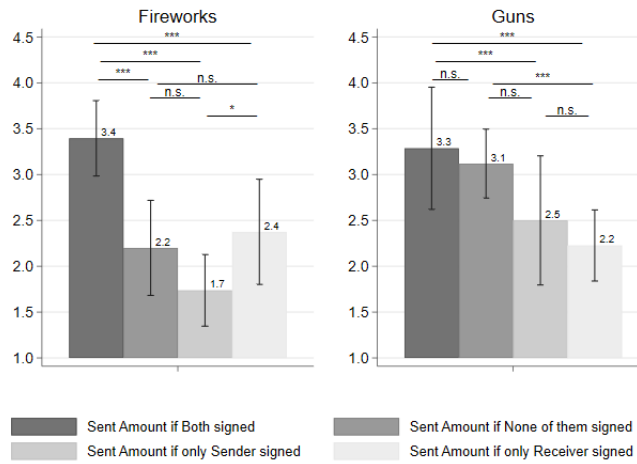 Fireworks
Guns
4.5
4.0
3.5
3.0
2.5
2.0
1.5
1.0
***
***
***
n.s.
n.s.
*
3.4
2.2
1.7
2.4
4.5
4.0
3.5
3.0
2.5
2.0
1.5
1.0
***
***
n.s.
***
n.s.
n.s.
3.3
3.1
2.5
2.2
Sent Amount if Both signed
Sent Amount if None of them signed
Sent Amount if only Sender signed
Sent Amount if only Receiver signed